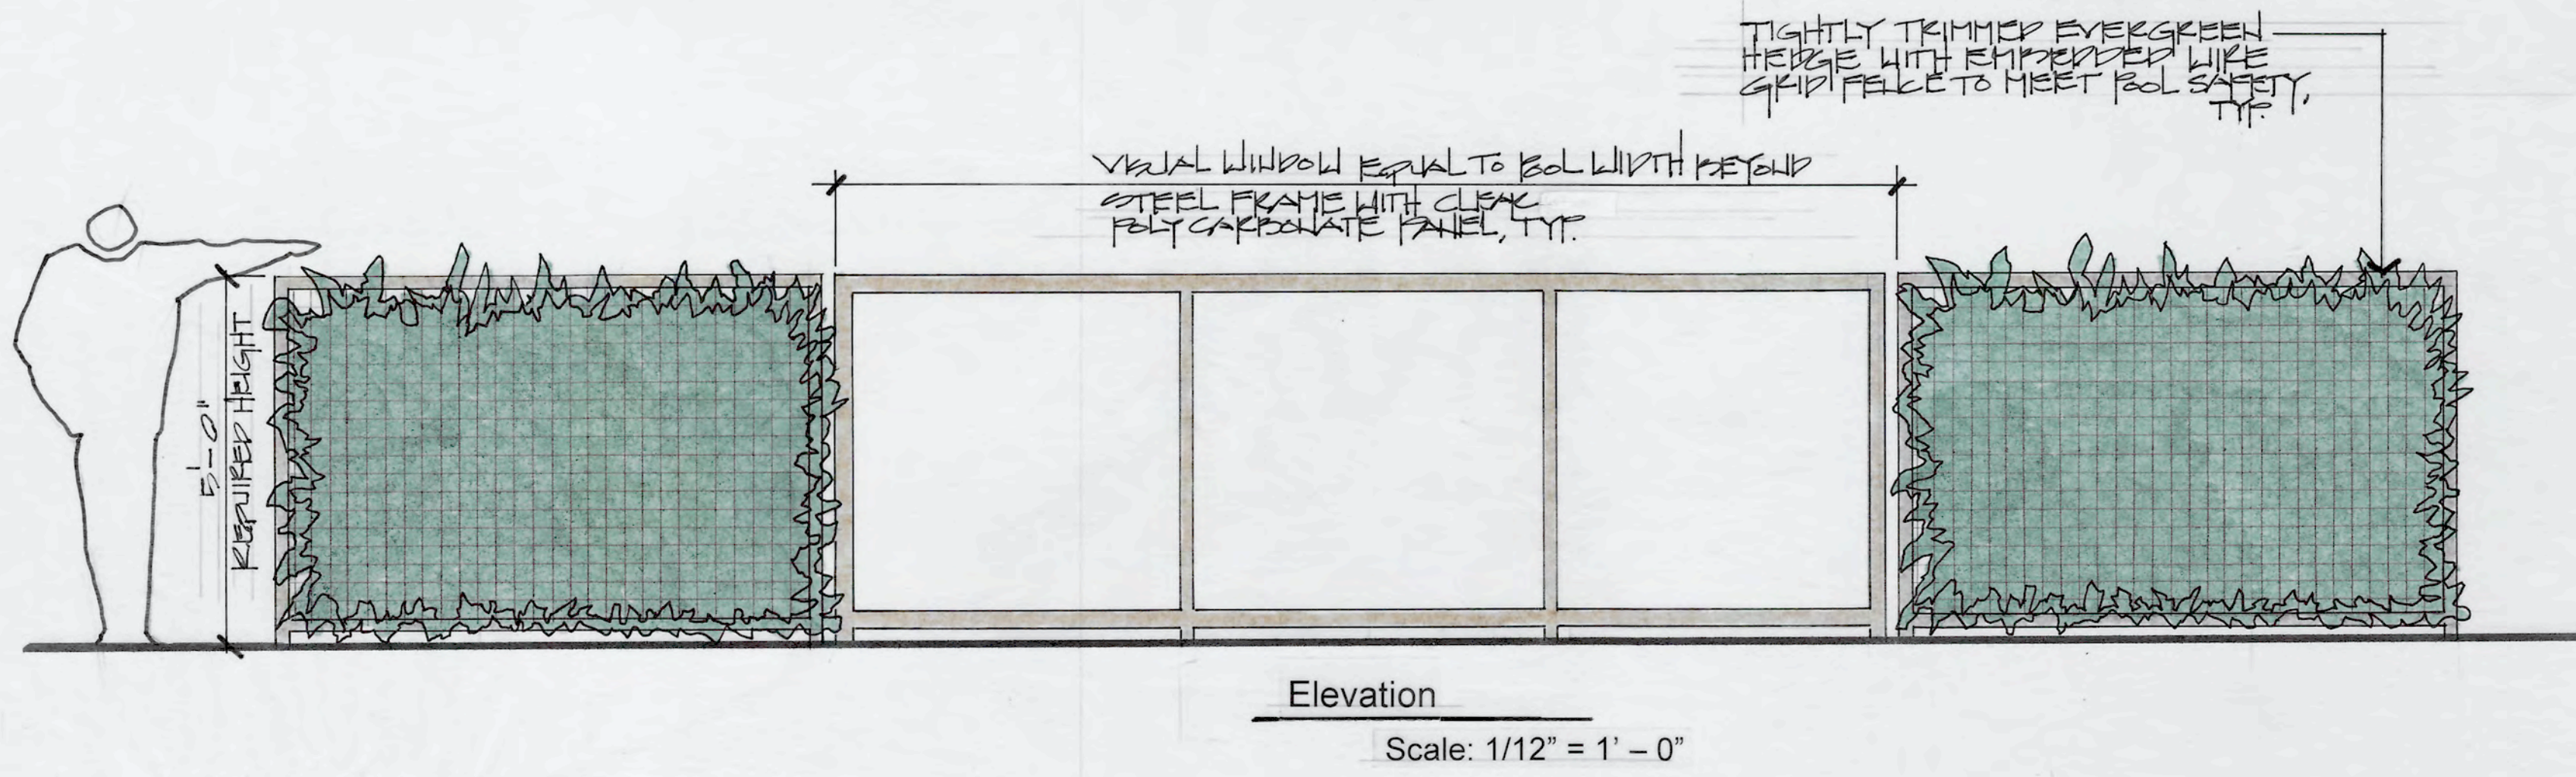 TIGHTLY TRIMMED EVERGREEN
HEDGE WITH EMBEDDED WIRE
GRID FENCE TO MEET POOL SAFETY,
TYP.
VISUAL WINDOW EQUAL TO POOL WIDTH BEYOND
STEEL FRAME WITH CLEAR
POLYCARBONATE PANEL, TYP.
5'-0"
REQUIRED HEIGHT
Elevation
Scale: 1/12” = 1’ – 0”